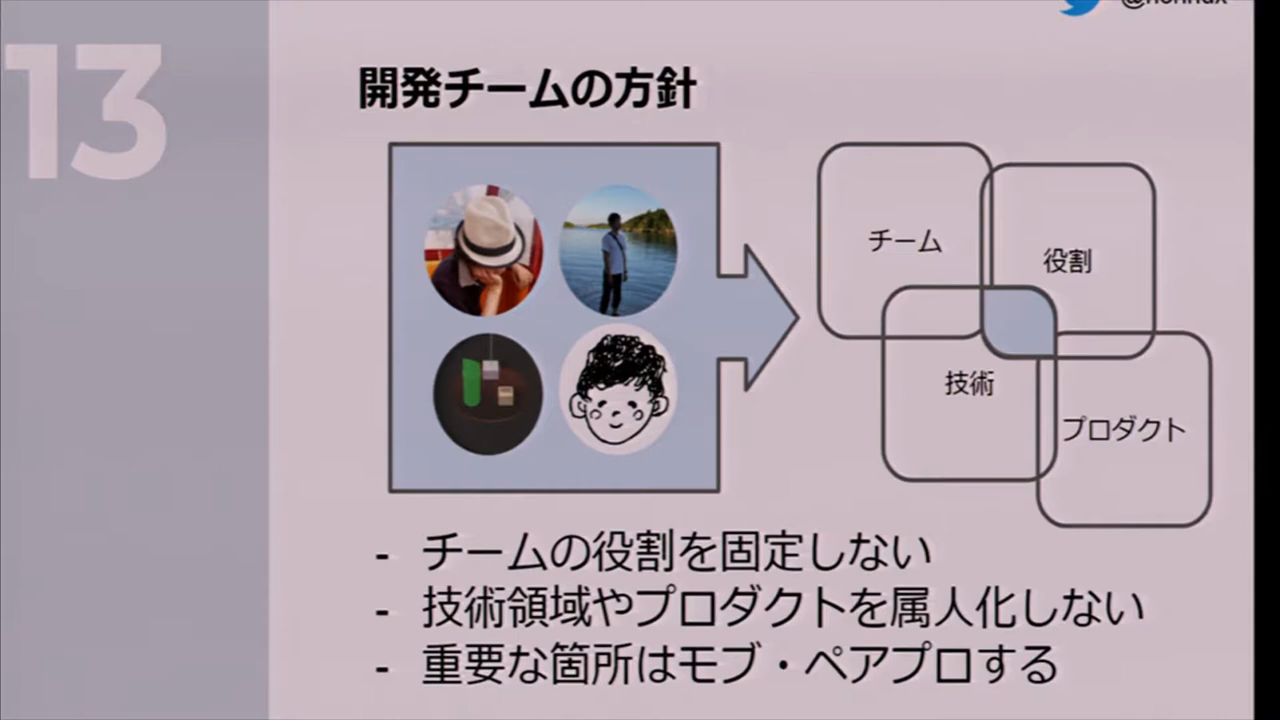 13
開発チームの方針
チーム
役割
技術
プロダクト
- チームの役割を固定しない
- 技術領域やプロダクトを属人化しない
- 重要な箇所はモブ・ペアプロする